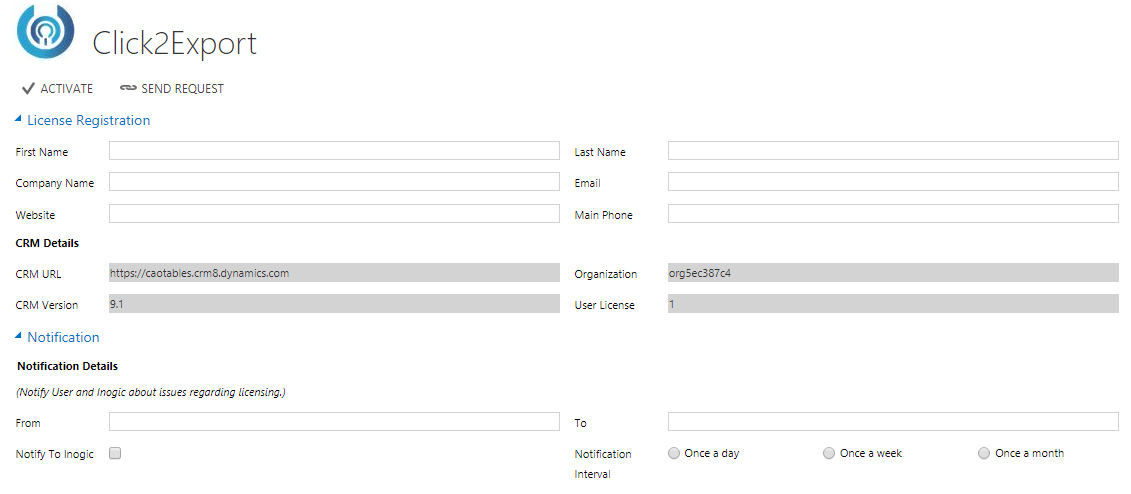 Click2Export
ACTIVATE SEND REQUEST
License Registration
First Name Last Name
Company Name Email
Website Main Phone
CRM Details
CRM URL https://caotables.crm8.dynamics.com Organization org5ec387c4
CRM Version 9.1 User License 1
Notification
Notification Details
(Notify User and Inogic about issues regarding licensing.)
From To
Notify To Inogic Notification Interval Once a day Once a week Once a month